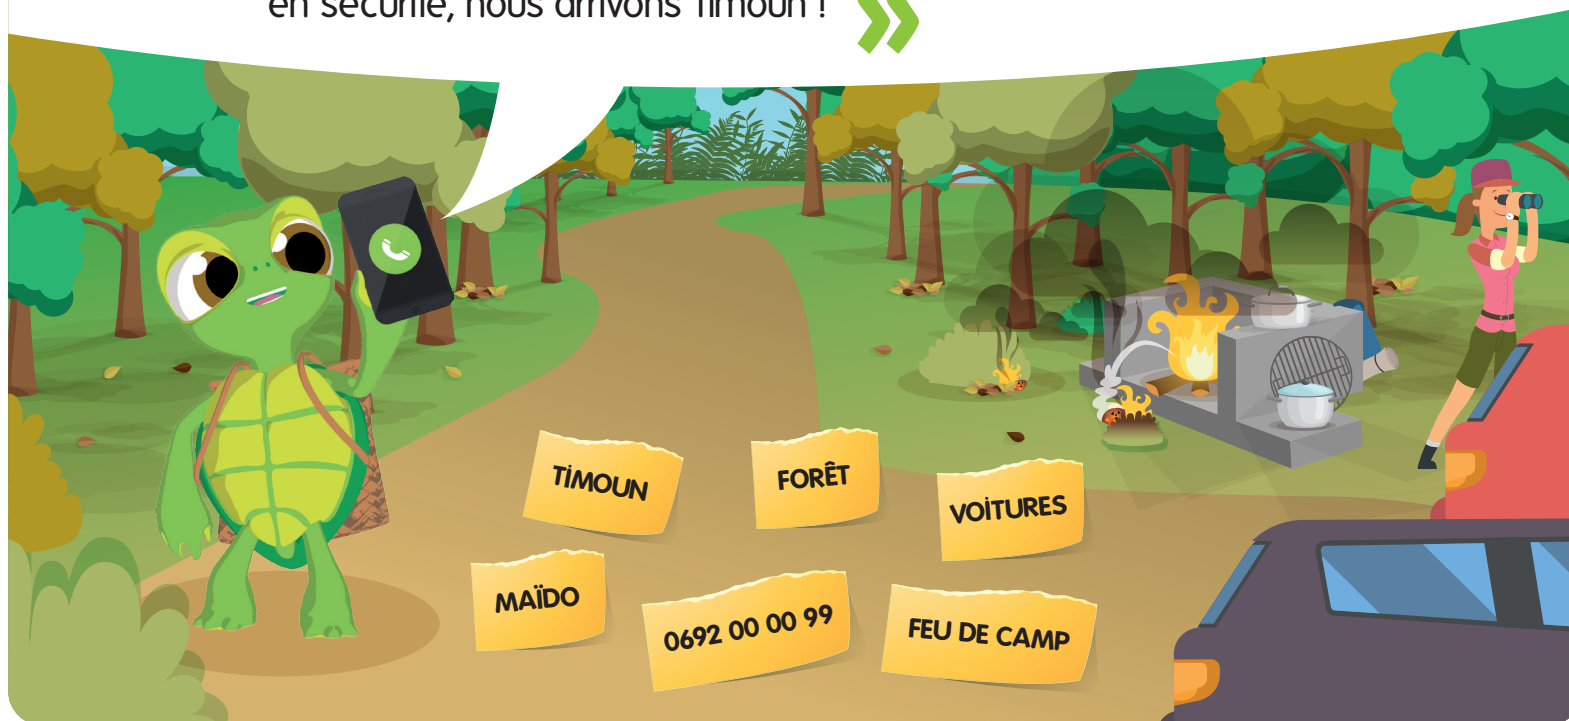 en sécurité, nous arrivons Timoun ! »
TIMOUN
FORÊT
VOITURES
MAÏDO
0692 00 00 99
FEU DE CAMP